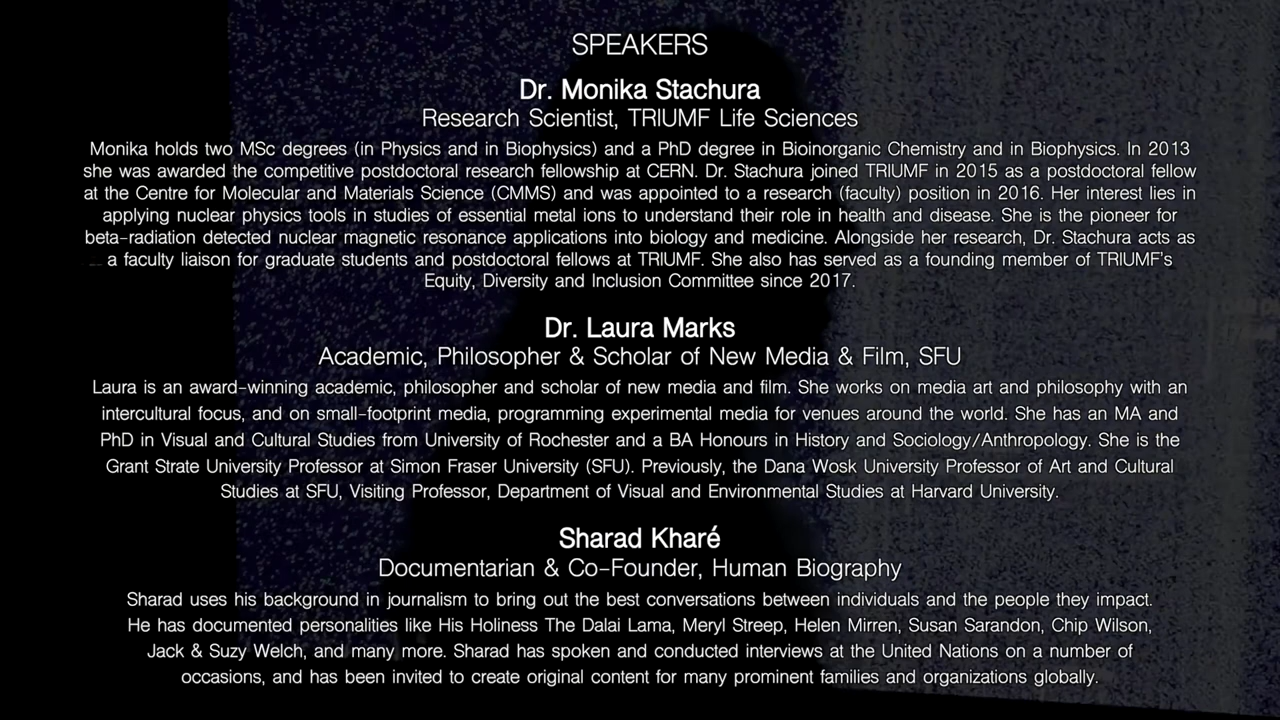 SPEAKERS
Dr. Monika Stachura
Research Scientist, TRIUMF Life Sciences
Monika holds two MSc degrees (in Physics and in Biophysics) and a PhD degree in Bioinorganic Chemistry and in Biophysics. In 2013
she was awarded the competitive postdoctoral research fellowship at CERN. Dr. Stachura joined TRIUMF in 2015 as a postdoctoral fellow
at the Centre for Molecular and Materials Science (CMMS) and was appointed to a research (faculty) position in 2016. Her interest lies in
applying nuclear physics tools in studies of essential metal ions to understand their role in health and disease. She is the pioneer for
beta-radiation detected nuclear magnetic resonance applications into biology and medicine. Alongside her research, Dr. Stachura acts as
a faculty liaison for graduate students and postdoctoral fellows at TRIUMF. She also has served as a founding member of TRIUMF's
Equity, Diversity and Inclusion Committee since 2017.
Dr. Laura Marks
Academic, Philosopher & Scholar of New Media & Film, SFU
Laura is an award-winning academic, philosopher and scholar of new media and film. She works on media art and philosophy with an
intercultural focus, and on small-footprint media, programming experimental media for venues around the world. She has an MA and
PhD in Visual and Cultural Studies from University of Rochester and a BA Honours in History and Sociology/Anthropology. She is the
Grant Strate University Professor at Simon Fraser University (SFU). Previously, the Dana Wosk University Professor of Art and Cultural
Studies at SFU, Visiting Professor, Department of Visual and Environmental Studies at Harvard University.
Sharad Kharé
Documentarian & Co-Founder, Human Biography
Sharad uses his background in journalism to bring out the best conversations between individuals and the people they impact.
He has documented personalities like His Holiness The Dalai Lama, Meryl Streep, Helen Mirren, Susan Sarandon, Chip Wilson,
Jack & Suzy Welch, and many more. Sharad has spoken and conducted interviews at the United Nations on a number of
occasions, and has been invited to create original content for many prominent families and organizations globally.